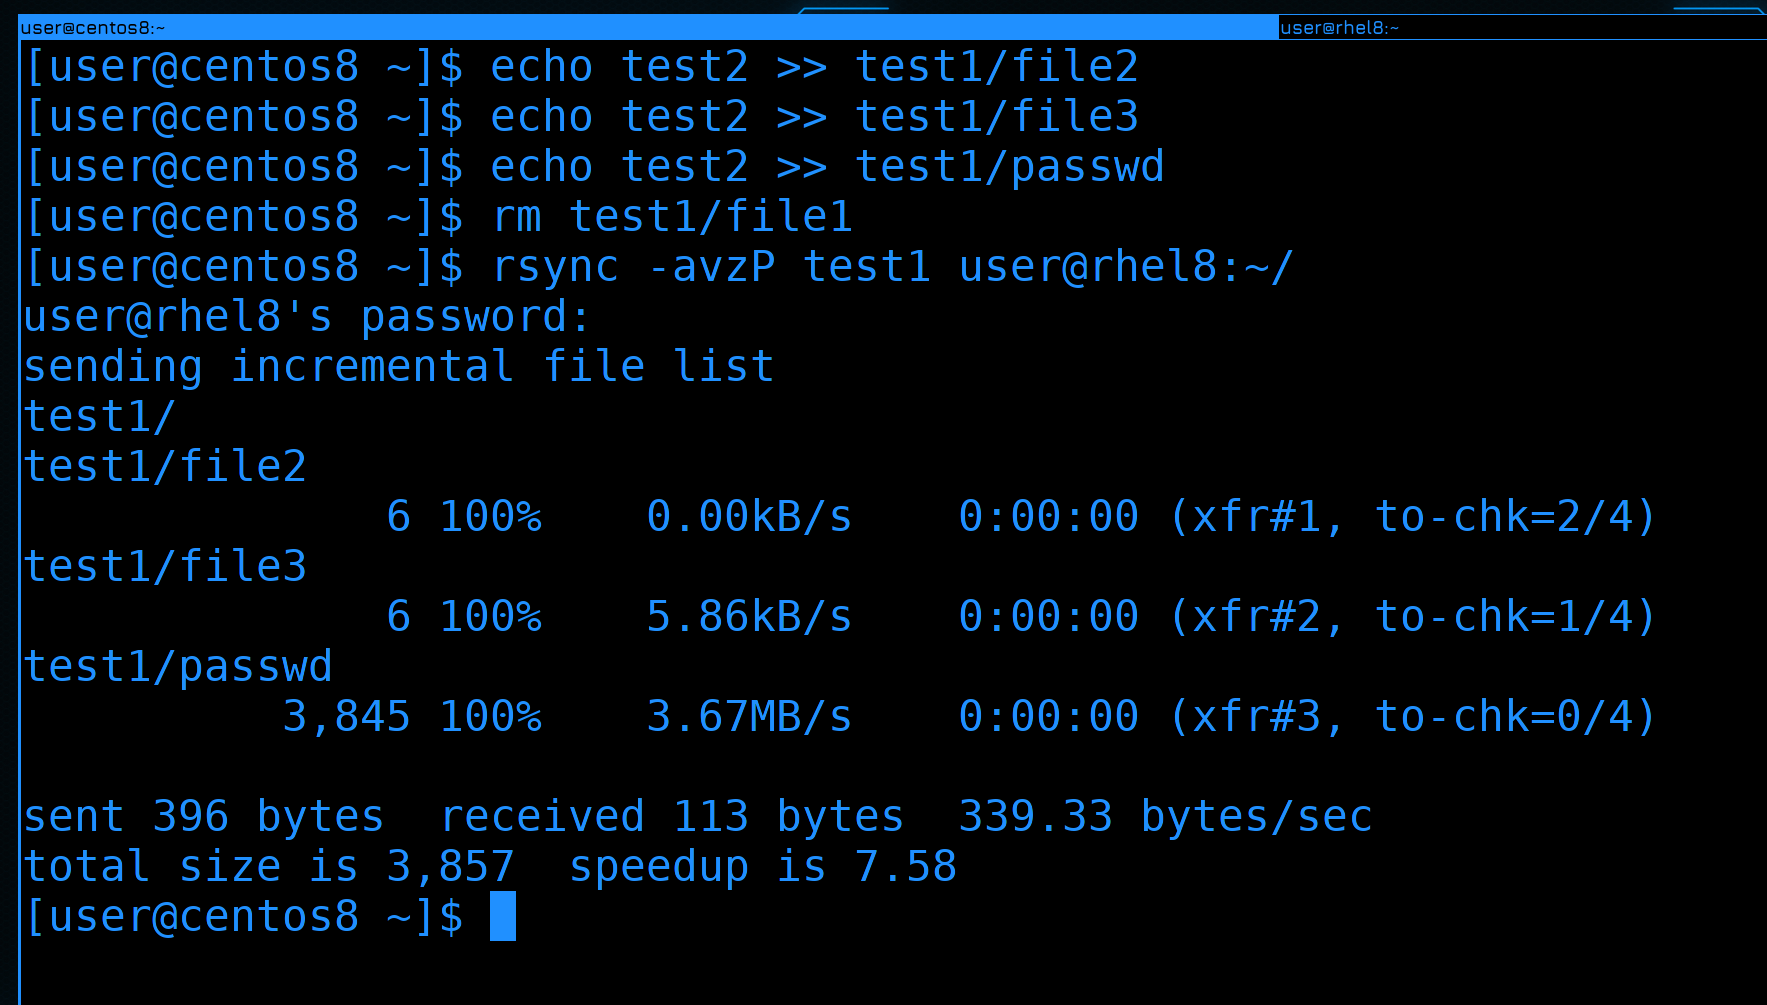 user@centos8:~ user@rhel8:~
[user@centos8 ~]$ echo test2 >> test1/file2
[user@centos8 ~]$ echo test2 >> test1/file3
[user@centos8 ~]$ echo test2 >> test1/passwd
[user@centos8 ~]$ rm test1/file1
[user@centos8 ~]$ rsync -avzP test1 user@rhel8:~/
user@rhel8's password:
sending incremental file list
test1/
test1/file2
              6 100%    0.00kB/s    0:00:00 (xfr#1, to-chk=2/4)
test1/file3
              6 100%    5.86kB/s    0:00:00 (xfr#2, to-chk=1/4)
test1/passwd
          3,845 100%    3.67MB/s    0:00:00 (xfr#3, to-chk=0/4)

sent 396 bytes  received 113 bytes  339.33 bytes/sec
total size is 3,857  speedup is 7.58
[user@centos8 ~]$